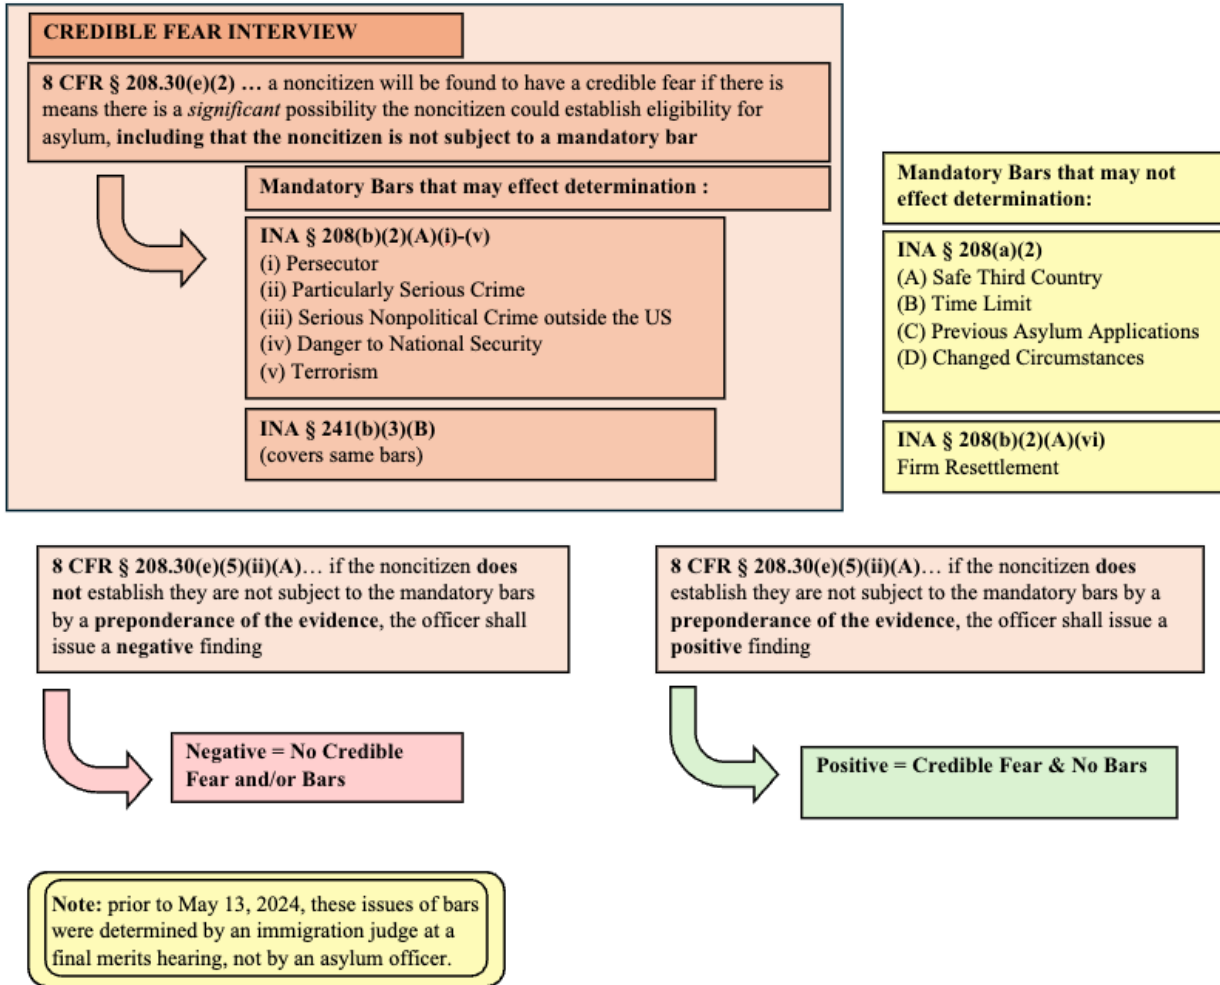 CREDIBLE FEAR INTERVIEW
8 CFR § 208.30(e)(2) … a noncitizen will be found to have a credible fear if there is
means there is a significant possibility the noncitizen could establish eligibility for
asylum, including that the noncitizen is not subject to a mandatory bar
Mandatory Bars that may effect determination :
INA § 208(b)(2)(A)(i)-(v)
(i) Persecutor
(ii) Particularly Serious Crime
(iii) Serious Nonpolitical Crime outside the US
(iv) Danger to National Security
(v) Terrorism
INA § 241(b)(3)(B)
(covers same bars)
Mandatory Bars that may not
effect determination:
INA § 208(a)(2)
(A) Safe Third Country
(B) Time Limit
(C) Previous Asylum Applications
(D) Changed Circumstances
INA § 208(b)(2)(A)(vi)
Firm Resettlement
8 CFR § 208.30(e)(5)(ii)(A)… if the noncitizen does
not establish they are not subject to the mandatory bars
by a preponderance of the evidence, the officer shall
issue a negative finding
Negative = No Credible
Fear and/or Bars
8 CFR § 208.30(e)(5)(ii)(A)… if the noncitizen does
establish they are not subject to the mandatory bars by a
preponderance of the evidence, the officer shall issue a
positive finding
Positive = Credible Fear & No Bars
Note: prior to May 13, 2024, these issues of bars
were determined by an immigration judge at a
final merits hearing, not by an asylum officer.